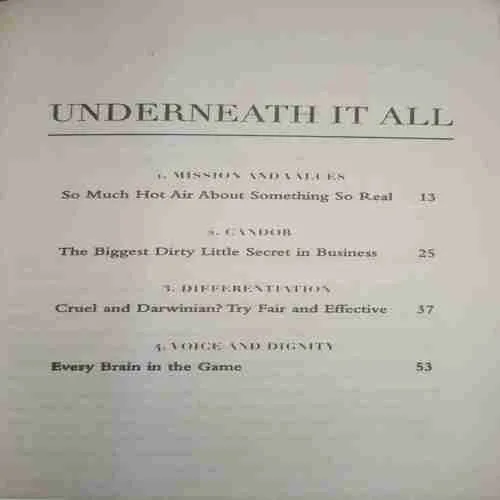 UNDERNEATH IT ALL
1. MISSION AND VALUES
So Much Hot Air About Something So Real 13
2. CANDOR
The Biggest Dirty Little Secret in Business 25
3. DIFFERENTIATION
Cruel and Darwinian? Try Fair and Effective 37
4. VOICE AND DIGNITY
Every Brain in the Game 53